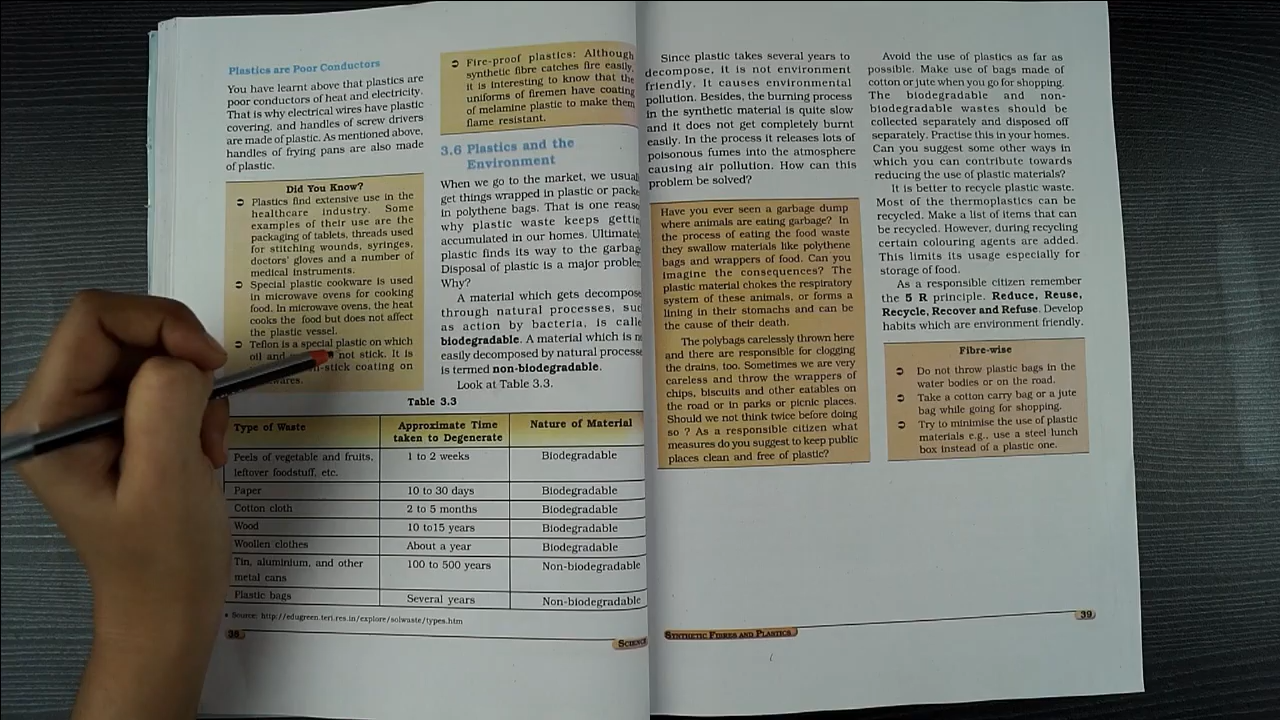 Plastics are Poor Conductors
You have learnt above that plastics are
poor conductors of heat and electricity.
That is why electrical wires have plastic
covering, and handles of screw drivers
are made of plastic. As mentioned above,
handles of frying pans are also made
of plastic.
Did You Know?
➲ Plastics find extensive use in the
healthcare industry. Some
examples of their use are the
packaging of tablets, threads used
for stitching wounds, syringes,
doctors' gloves and a number of
medical instruments.
➲ Special plastic cookware is used
in microwave ovens for cooking
food. In microwave ovens, the heat
cooks the food but does not affect
the plastic vessel.
➲ Teflon is a special plastic on which
oil and not stick. It is
-stick coating on
wares.
➲ Fire-proof plastics: Although
synthetic fibre catches fire easily,
it is interesting to know that the
uniforms of firemen have coating
of melamine plastic to make them
flame resistant.
3.6 Plastics and the
Environment
When we go to the market, we usual
get things wrapped in plastic or pack
in polythene bags. That is one reaso
why plastic waste keeps gettin
accumulated in our homes. Ultimate
plastic finds its way to the garbag
Disposal of plastic is a major problem
Why?
A material which gets decompose
through natural processes, suc
as action by bacteria, is calle
biodegradable. A material which is n
easily decomposed by natural processe
is termed non-biodegradable.
Look at Table 3.3.
Table 3.3
Type of Waste Approximate Time Nature of Material
taken to Degenerate
Peels of vegetable and fruits, 1 to 2 weeks Biodegradable
leftover foodstuff, etc.
Paper 10 to 30 days Biodegradable
Cotton cloth 2 to 5 months Biodegradable
Wood 10 to15 years Biodegradable
Woollen clothes About a year Biodegradable
Tin, aluminium, and other 100 to 500 years Non-biodegradable
metal cans
Plastic bags Several years Non-biodegradable
* Source: http://edugreen.teri.res.in/explore/solwaste/types.htm
38
SCIENCE
Since plastic takes several years to
decompose, it is not environment
friendly. It causes environmental
pollution. Besides, the burning process
in the synthetic material is quite slow
and it does not get completely burnt
easily. In the process it releases lots of
poisonous fumes into the atmosphere
causing air pollution. How can this
problem be solved?
Have you ever seen a garbage dump
where animals are eating garbage? In
the process of eating the food waste
they swallow materials like polythene
bags and wrappers of food. Can you
imagine the consequences? The
plastic material chokes the respiratory
system of these animals, or forms a
lining in their stomachs and can be
the cause of their death.
The polybags carelessly thrown here
and there are responsible for clogging
the drains, too. Sometimes we are very
careless and throw the wrappers of
chips, biscuits and other eatables on
the road or in parks or picnic places.
Should we not think twice before doing
so ? As a responsible citizen what
measures do you suggest to keep public
places clean and free of plastic?
Avoid the use of plastics as far as
possible. Make use of bags made of
cotton or jute when you go for shopping.
The biodegradable and non-
biodegradable wastes should be
collected separately and disposed off
separately. Practise this in your homes.
Can you suggest some other ways in
which you can contribute towards
reducing the use of plastic materials?
It is better to recycle plastic waste.
Most of the thermoplastics can be
recycled. Make a list of items that can
be recycled. However, during recycling
certain colouring agents are added.
This limits its usage especially for
storage of food.
As a responsible citizen remember
the 5 R principle. Reduce, Reuse,
Recycle, Recover and Refuse. Develop
habits which are environment friendly.
Fibre-wise
➲ Do not throw plastic bags in the
water bodies or on the road.
➲ Take a cotton carry bag or a jute
bag while going for shopping.
➲ Try to minimise the use of plastic
materials e.g., use a steel lunch
box instead of a plastic one.
SYNTHETIC FIBRES AND PLASTICS
39